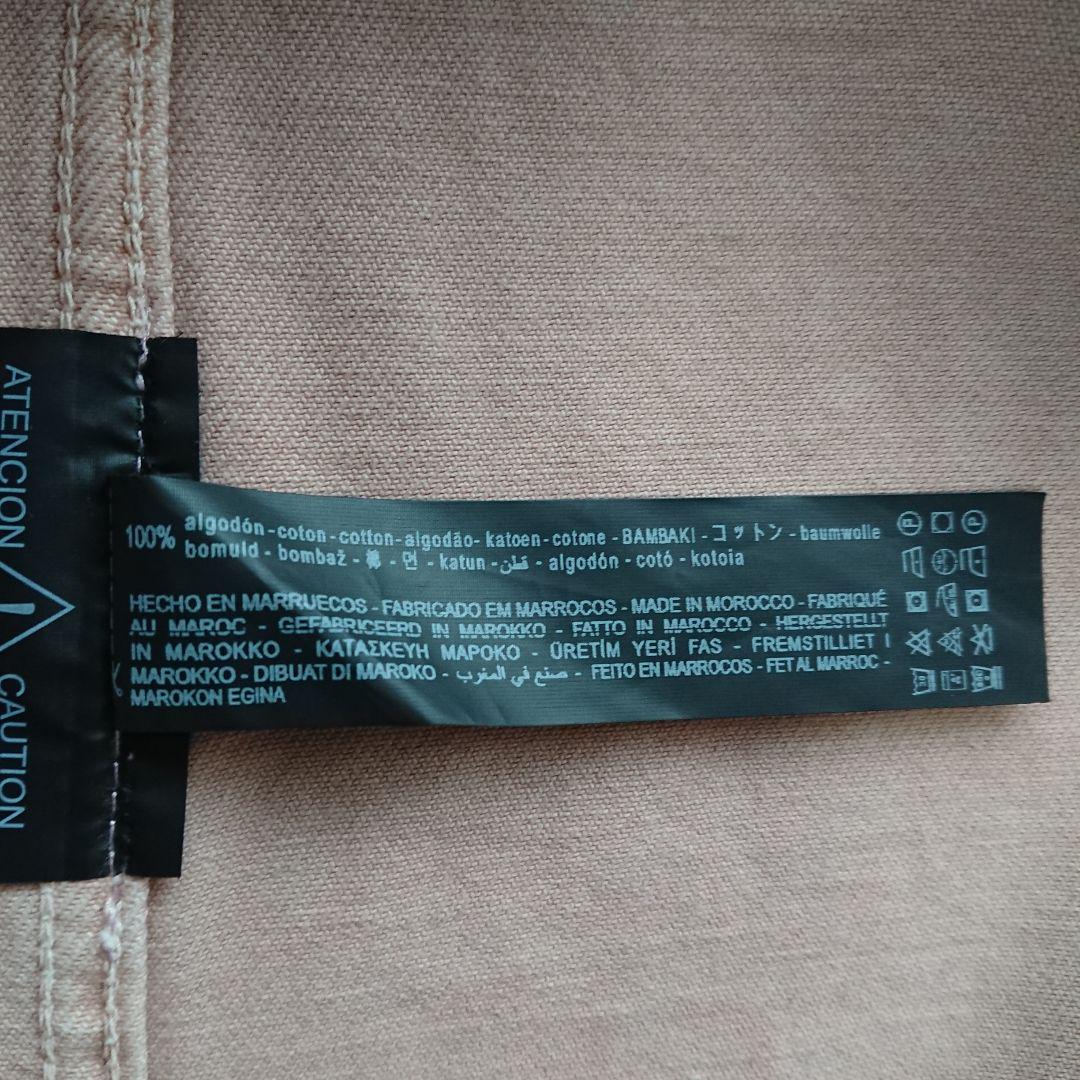 ATENCION ! CAUTION
100% algodón - coton - cotton - algodão - katoen - cotone - BAMBAKI - コットン - baumwolle
bomuld - bombaž - 棉 - 면 - katun - قطن - algodón - cotó - kotoia
HECHO EN MARRUECOS - FABRICADO EM MARROCOS - MADE IN MOROCCO - FABRIQUÉ
AU MAROC - GEFABRICEERD IN MAROKKO - FATTO IN MAROCCO - HERGESTELLT
IN MAROKKO - ΚΑΤΑΣΚΕΥΗ ΜΑΡΟΚΟ - ÜRETİM YERİ FAS - FREMSTILLIET I
MAROKKO - DIBUAT DI MAROKO - صنع في المغرب - FEITO EN MARROCOS - FET AL MARROC -
MAROKON EGINA